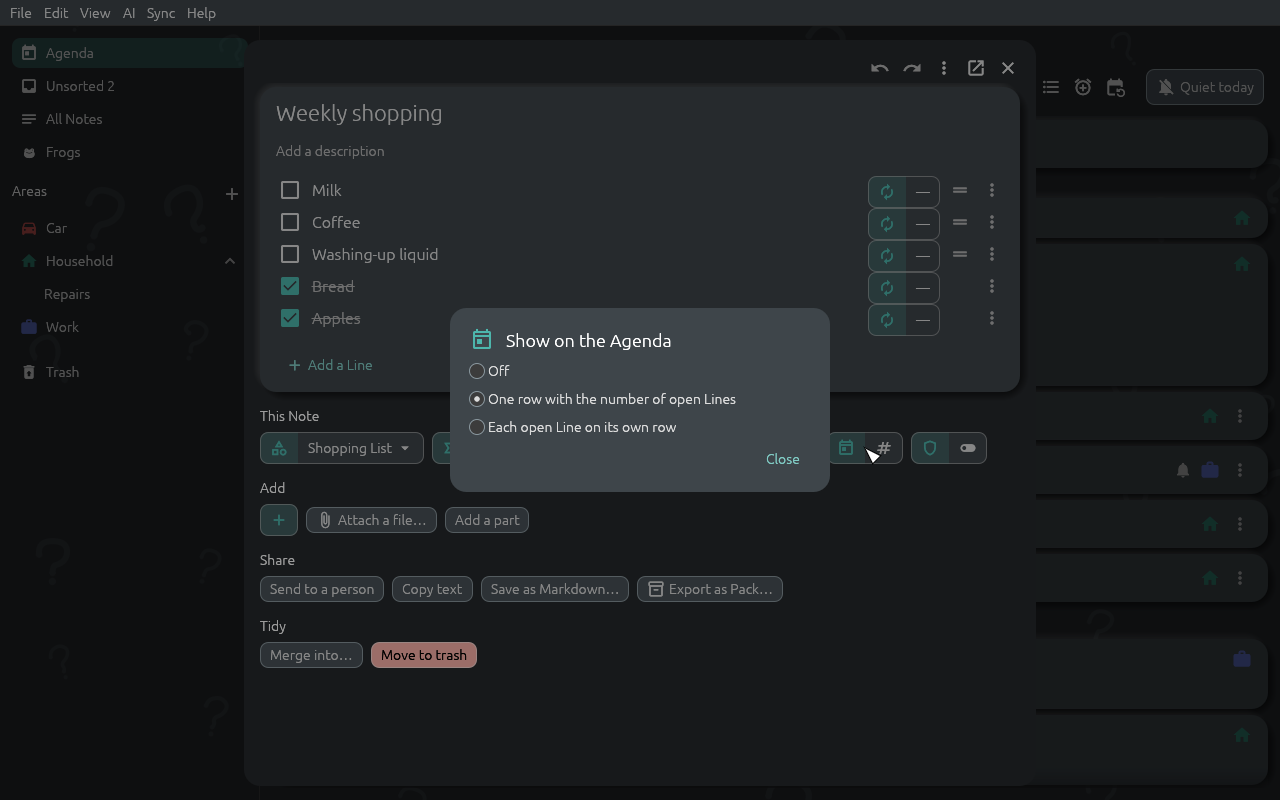 File Edit View AI Sync Help
Agenda
Unsorted 2
All Notes
Frogs
Areas
Car
Household
Repairs
Work
Trash
Quiet today
Weekly shopping
Add a description
Milk
Coffee
Washing-up liquid
Bread
Apples
Add a Line
Show on the Agenda
Off
One row with the number of open Lines
Each open Line on its own row
Close
This Note
Shopping List
Add
Attach a file…
Add a part
Share
Send to a person
Copy text
Save as Markdown…
Export as Pack…
Tidy
Merge into…
Move to trash